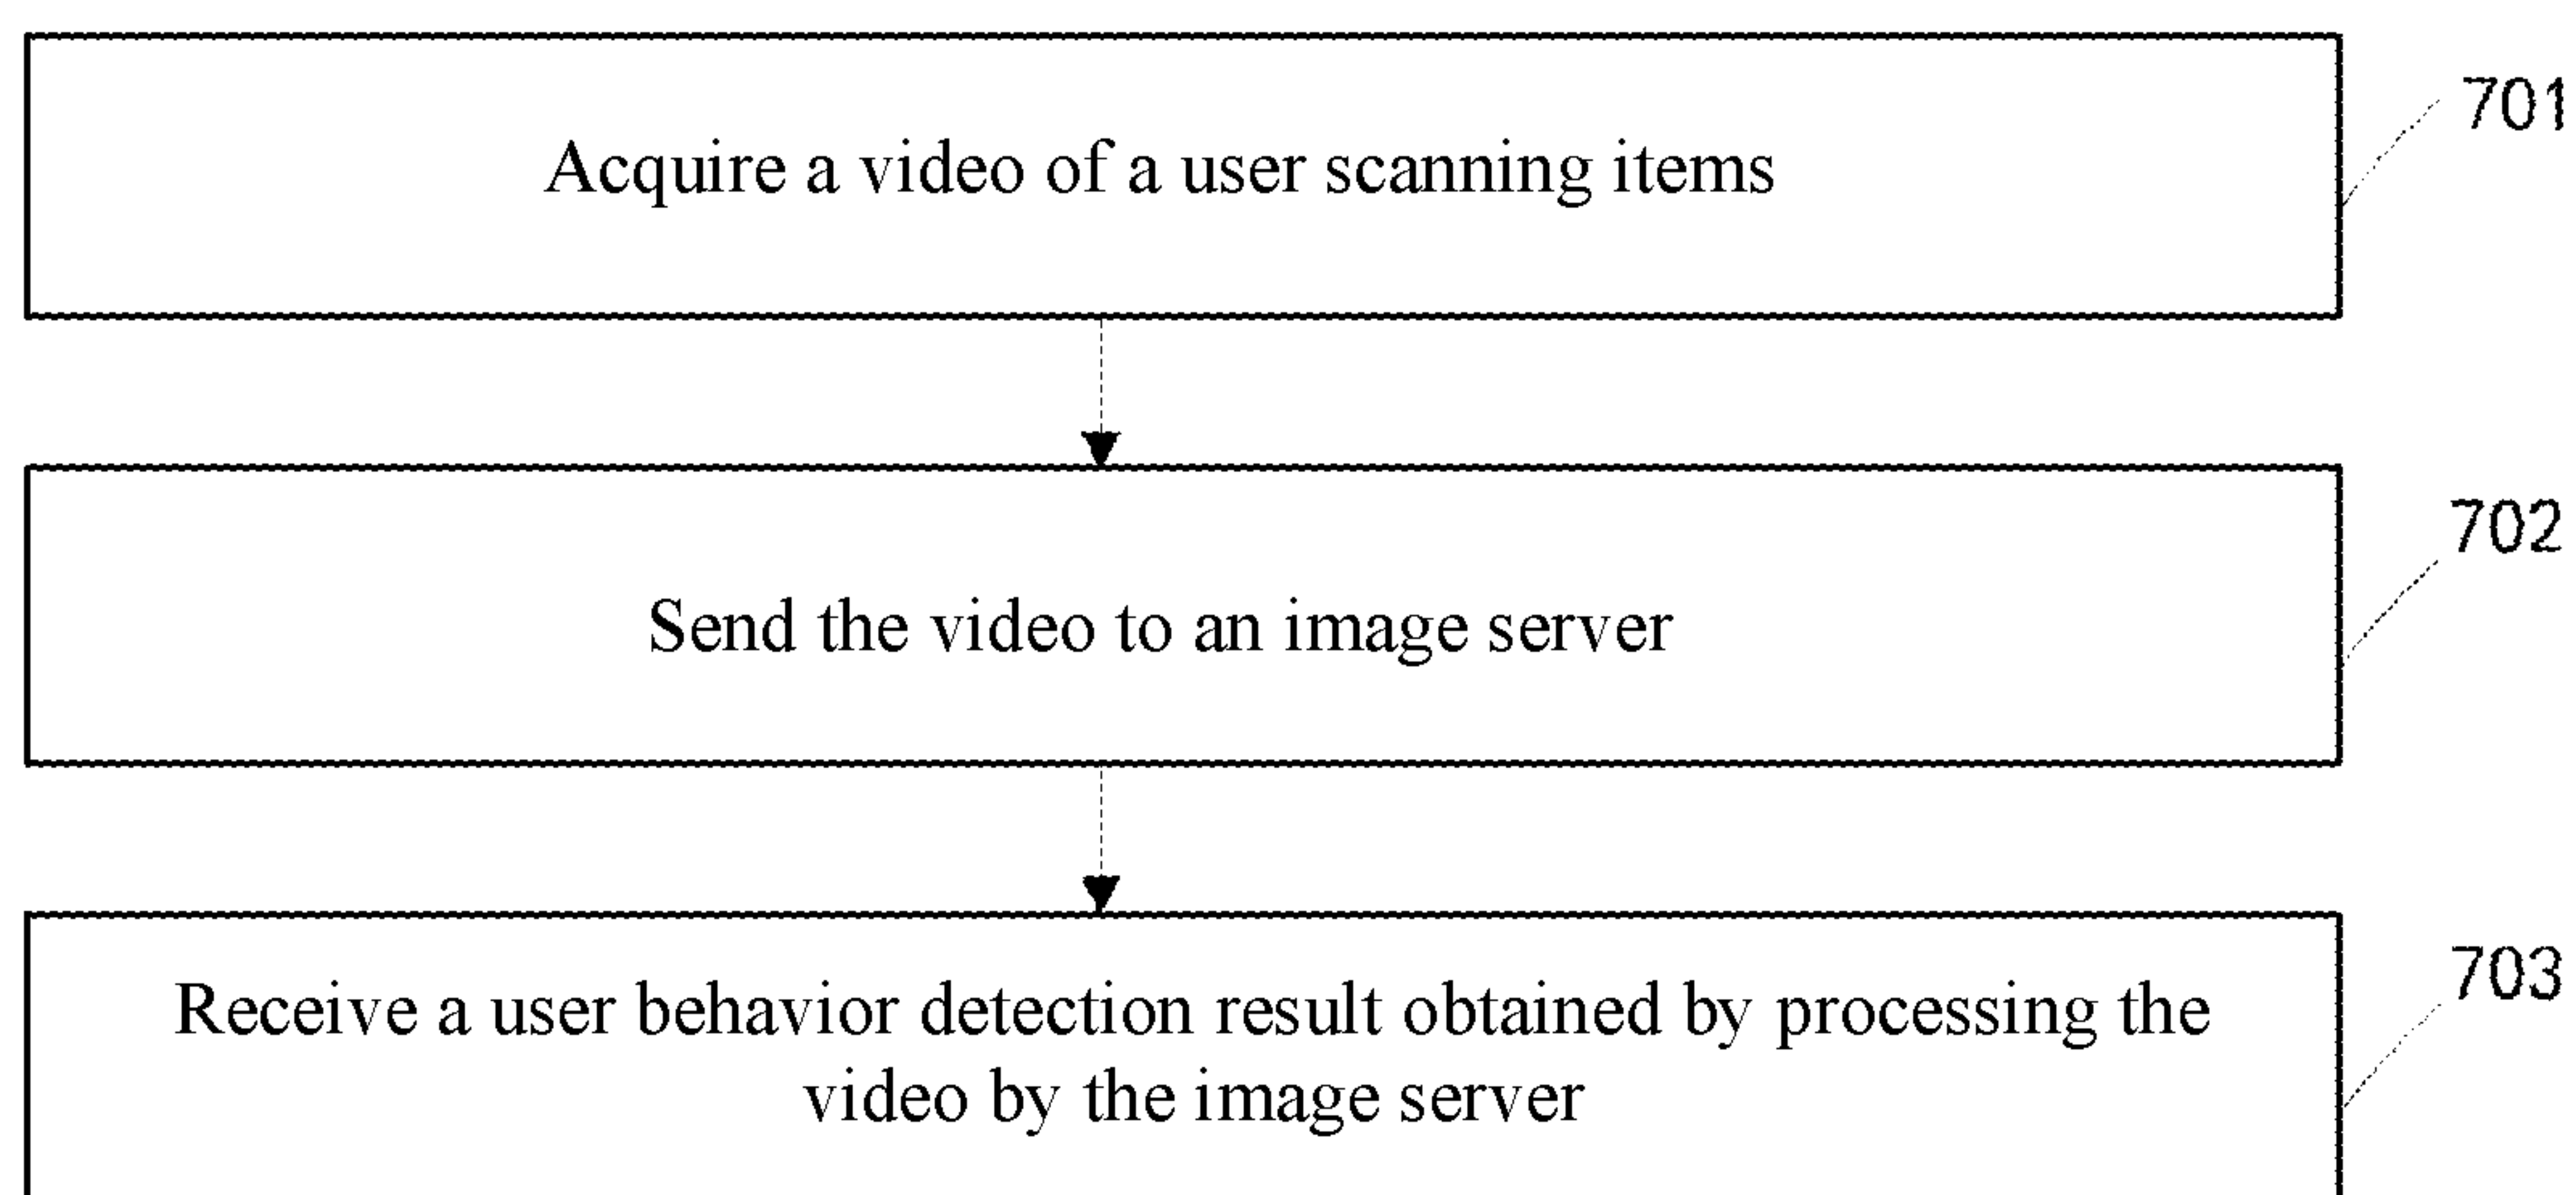 Acquire a video of a user scanning items
701
Send the video to an image server
702
Receive a user behavior detection result obtained by processing the
video by the image server
703